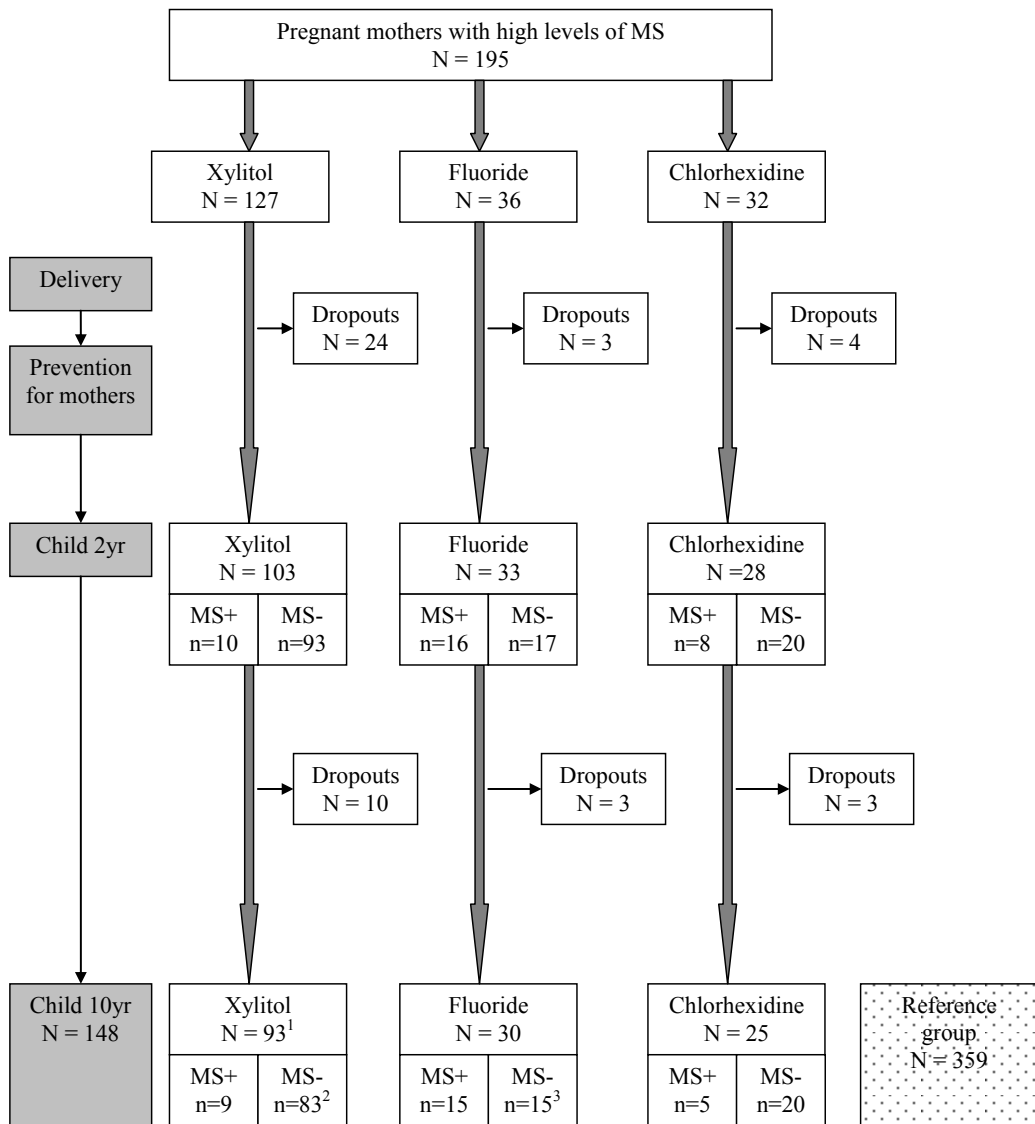 Pregnant mothers with high levels of MS
N = 195
Xylitol
N = 127
Fluoride
N = 36
Chlorhexidine
N = 32
Delivery
Dropouts
N = 24
Dropouts
N = 3
Dropouts
N = 4
Prevention
for mothers
Child 2yr
Xylitol
N = 103
MS+
n=10
MS-
n=93
Fluoride
N = 33
MS+
n=16
MS-
n=17
Chlorhexidine
N =28
MS+
n=8
MS-
n=20
Dropouts
N = 10
Dropouts
N = 3
Dropouts
N = 3
Child 10yr
N = 148
Xylitol
N = 93¹
MS+
n=9
MS-
n=83²
Fluoride
N = 30
MS+
n=15
MS-
n=15³
Chlorhexidine
N = 25
MS+
n=5
MS-
n=20
Reference
group
N = 359